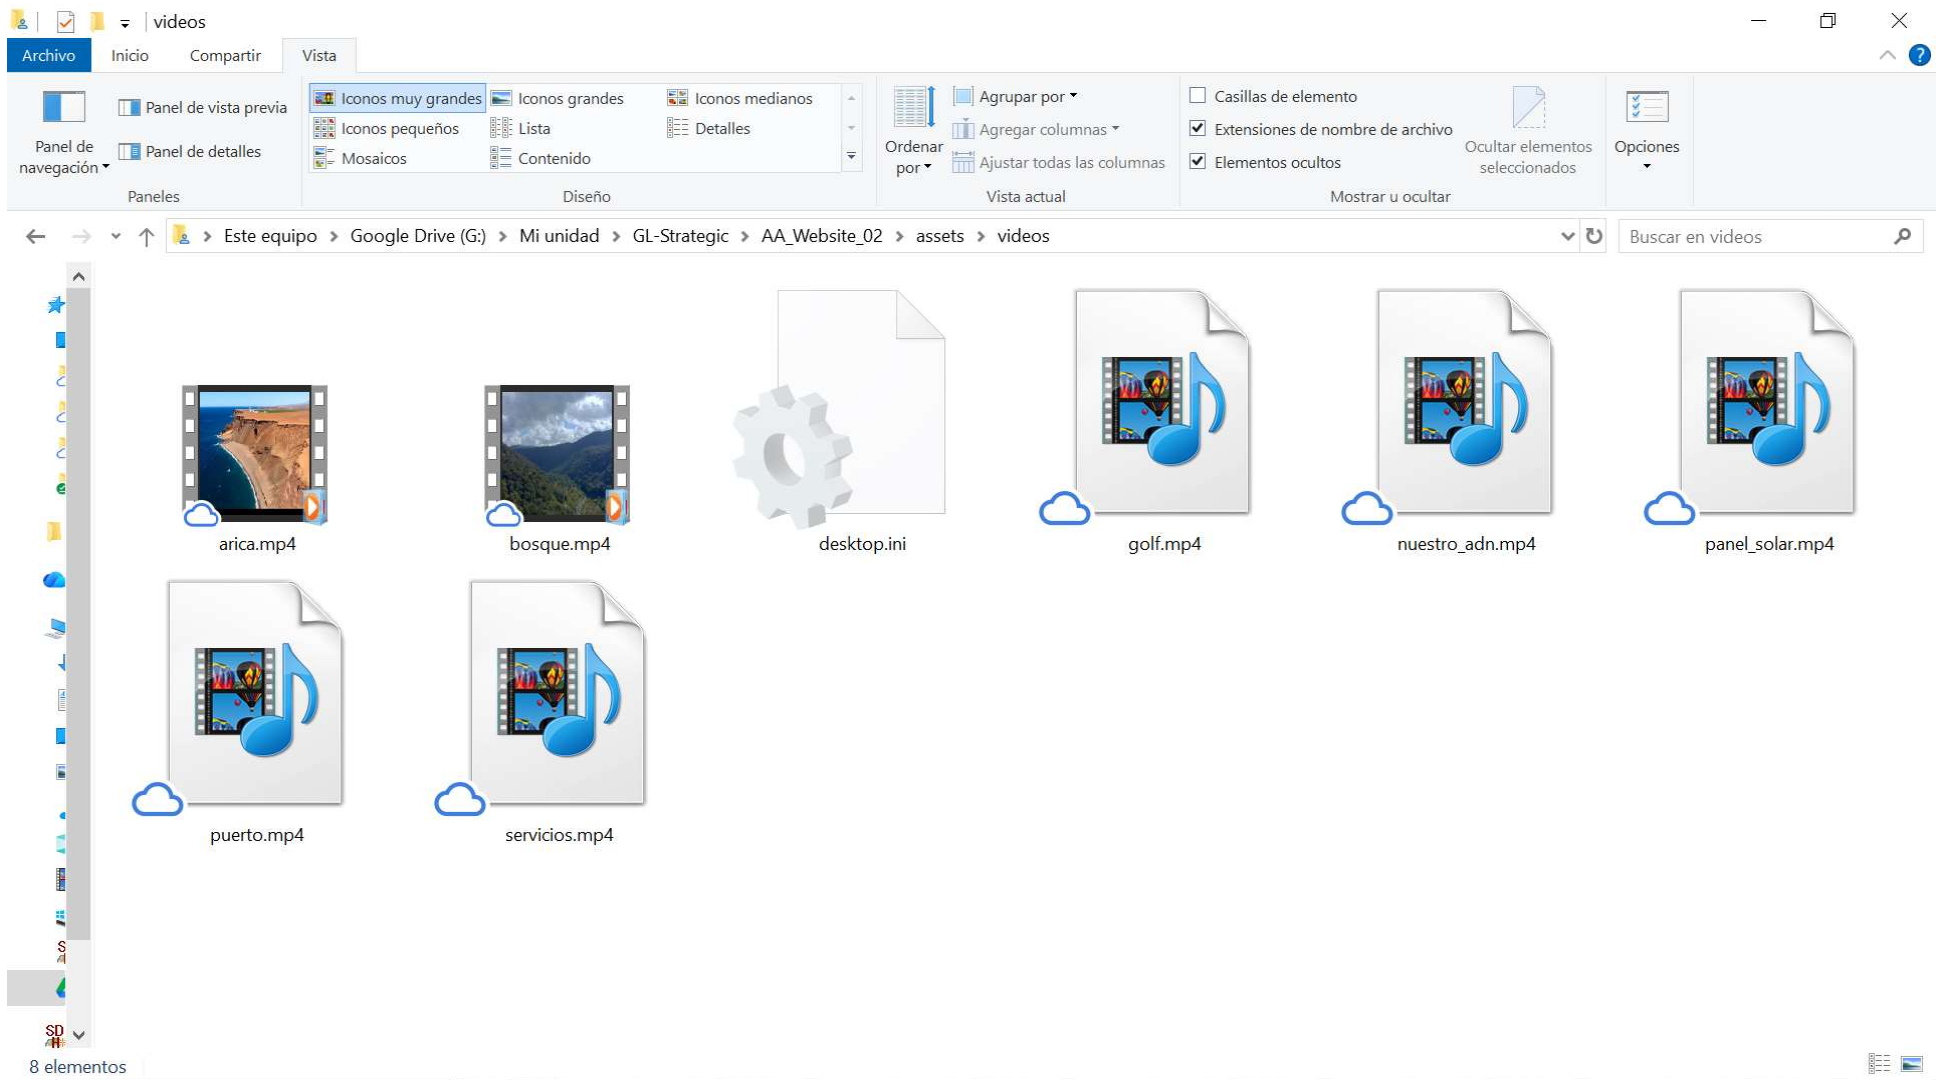 videos
Archivo Inicio Compartir Vista
Panel de navegación
Panel de vista previa
Panel de detalles
Paneles
Iconos muy grandes Iconos grandes Iconos medianos
Iconos pequeños Lista Detalles
Mosaicos Contenido
Diseño
Ordenar por
Agrupar por
Agregar columnas
Ajustar todas las columnas
Vista actual
Casillas de elemento
Extensiones de nombre de archivo
Elementos ocultos
Ocultar elementos seleccionados
Mostrar u ocultar
Opciones
?
Este equipo > Google Drive (G:) > Mi unidad > GL-Strategic > AA_Website_02 > assets > videos
Buscar en videos
arica.mp4 bosque.mp4 desktop.ini golf.mp4 nuestro_adn.mp4 panel_solar.mp4
puerto.mp4 servicios.mp4
SD
8 elementos